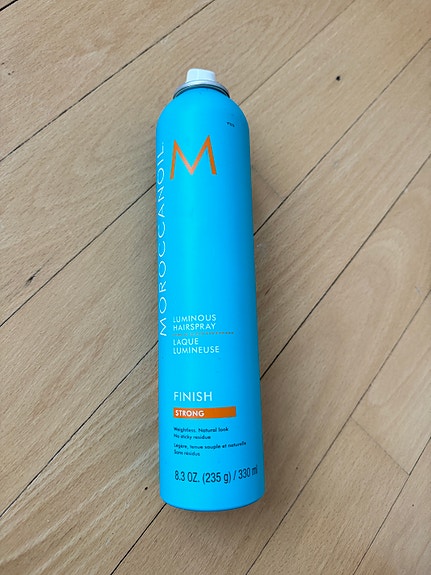 M
MOROCCANOIL
LUMINOUS
HAIRSPRAY
LAQUE
LUMINEUSE
FINISH
STRONG
Weightless, Natural look
No sticky residue
Légère, tenue souple et naturelle
Sans résidus
8.3 OZ. (235 g) / 330 ml